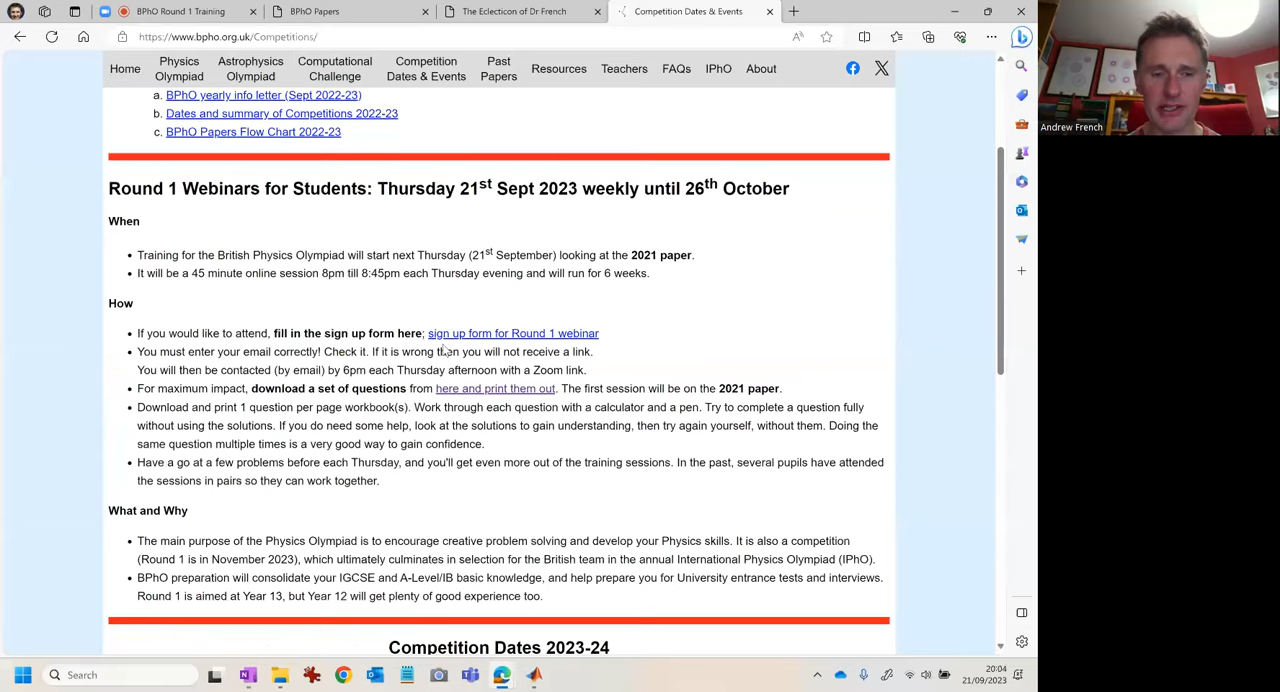 BPhO Round 1 Training
BPhO Papers
The Eclecticon of Dr French
Competition Dates & Events
https://www.bpho.org.uk/Competitions/
Home
Physics Olympiad
Astrophysics Olympiad
Computational Challenge
Competition Dates & Events
Past Papers
Resources
Teachers
FAQs
IPhO
About
a. BPhO yearly info letter (Sept 2022-23)
b. Dates and summary of Competitions 2022-23
c. BPhO Papers Flow Chart 2022-23
Round 1 Webinars for Students: Thursday 21st Sept 2023 weekly until 26th October
When
• Training for the British Physics Olympiad will start next Thursday (21st September) looking at the 2021 paper.
• It will be a 45 minute online session 8pm till 8:45pm each Thursday evening and will run for 6 weeks.
How
• If you would like to attend, fill in the sign up form here; sign up form for Round 1 webinar
• You must enter your email correctly! Check it. If it is wrong then you will not receive a link.
You will then be contacted (by email) by 6pm each Thursday afternoon with a Zoom link.
• For maximum impact, download a set of questions from here and print them out. The first session will be on the 2021 paper.
• Download and print 1 question per page workbook(s). Work through each question with a calculator and a pen. Try to complete a question fully
without using the solutions. If you do need some help, look at the solutions to gain understanding, then try again yourself, without them. Doing the
same question multiple times is a very good way to gain confidence.
• Have a go at a few problems before each Thursday, and you'll get even more out of the training sessions. In the past, several pupils have attended
the sessions in pairs so they can work together.
What and Why
• The main purpose of the Physics Olympiad is to encourage creative problem solving and develop your Physics skills. It is also a competition
(Round 1 is in November 2023), which ultimately culminates in selection for the British team in the annual International Physics Olympiad (IPhO).
• BPhO preparation will consolidate your IGCSE and A-Level/IB basic knowledge, and help prepare you for University entrance tests and interviews.
Round 1 is aimed at Year 13, but Year 12 will get plenty of good experience too.
Competition Dates 2023-24
Andrew French
Search
20:04
21/09/2023